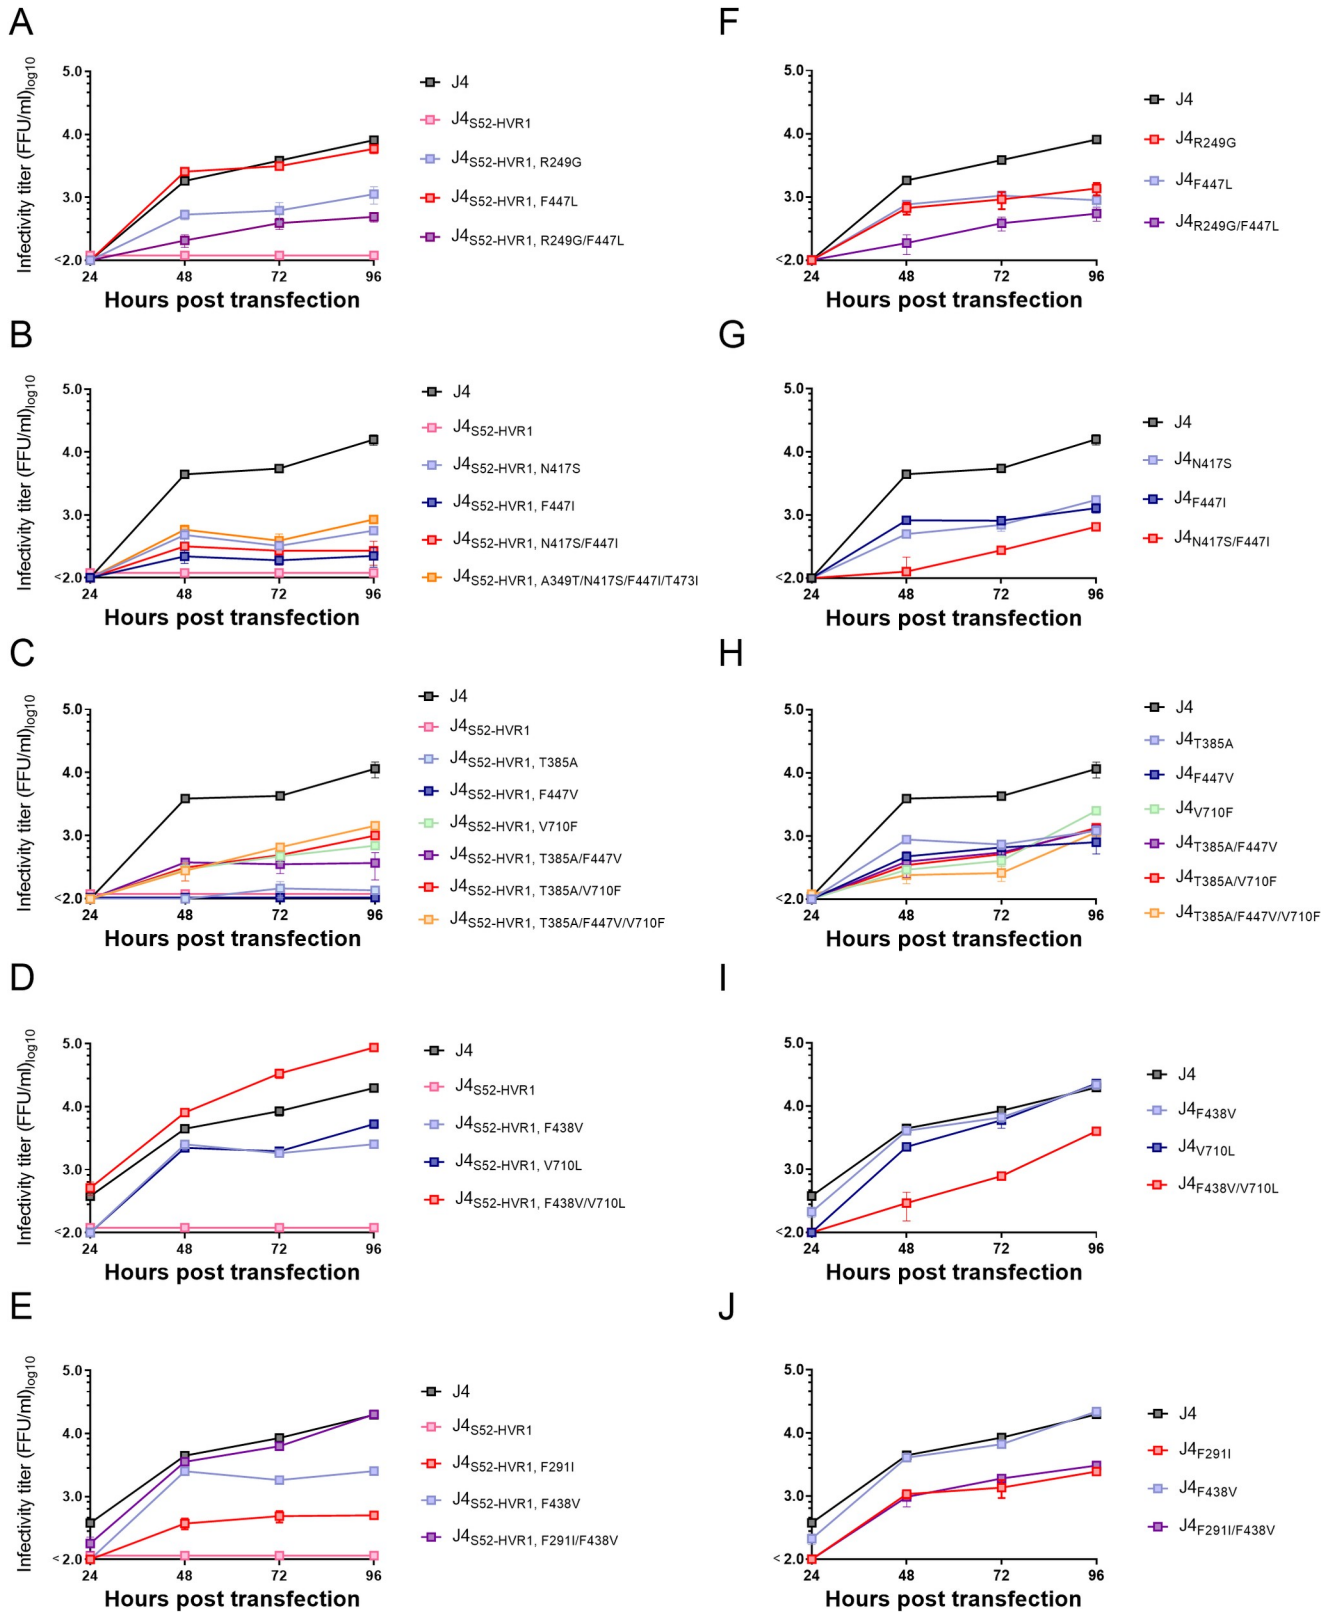 A
Infectivity titer (FFU/ml)log10
5.0
4.0
3.0
<2.0
24 48 72 96
Hours post transfection
J4
J4S52-HVR1
J4S52-HVR1, R249G
J4S52-HVR1, F447L
J4S52-HVR1, R249G/F447L
F
5.0
4.0
3.0
<2.0
24 48 72 96
Hours post transfection
J4
J4R249G
J4F447L
J4R249G/F447L
B
Infectivity titer (FFU/ml)log10
5.0
4.0
3.0
<2.0
24 48 72 96
Hours post transfection
J4
J4S52-HVR1
J4S52-HVR1, N417S
J4S52-HVR1, F447I
J4S52-HVR1, N417S/F447I
J4S52-HVR1, A349T/N417S/F447I/T473I
G
5.0
4.0
3.0
<2.0
24 48 72 96
Hours post transfection
J4
J4N417S
J4F447I
J4N417S/F447I
C
Infectivity titer (FFU/ml)log10
5.0
4.0
3.0
<2.0
24 48 72 96
Hours post transfection
J4
J4S52-HVR1
J4S52-HVR1, T385A
J4S52-HVR1, F447V
J4S52-HVR1, V710F
J4S52-HVR1, T385A/F447V
J4S52-HVR1, T385A/V710F
J4S52-HVR1, T385A/F447V/V710F
H
5.0
4.0
3.0
<2.0
24 48 72 96
Hours post transfection
J4
J4T385A
J4F447V
J4V710F
J4T385A/F447V
J4T385A/V710F
J4T385A/F447V/V710F
D
Infectivity titer (FFU/ml)log10
5.0
4.0
3.0
<2.0
24 48 72 96
Hours post transfection
J4
J4S52-HVR1
J4S52-HVR1, F438V
J4S52-HVR1, V710L
J4S52-HVR1, F438V/V710L
I
5.0
4.0
3.0
<2.0
24 48 72 96
Hours post transfection
J4
J4F438V
J4V710L
J4F438V/V710L
E
Infectivity titer (FFU/ml)log10
5.0
4.0
3.0
<2.0
24 48 72 96
Hours post transfection
J4
J4S52-HVR1
J4S52-HVR1, F291I
J4S52-HVR1, F438V
J4S52-HVR1, F291I/F438V
J
5.0
4.0
3.0
<2.0
24 48 72 96
Hours post transfection
J4
J4F291I
J4F438V
J4F291I/F438V